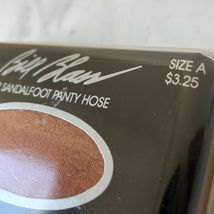 Bill Blass
SANDALFOOT PANTY HOSE
SIZE A
$3.25